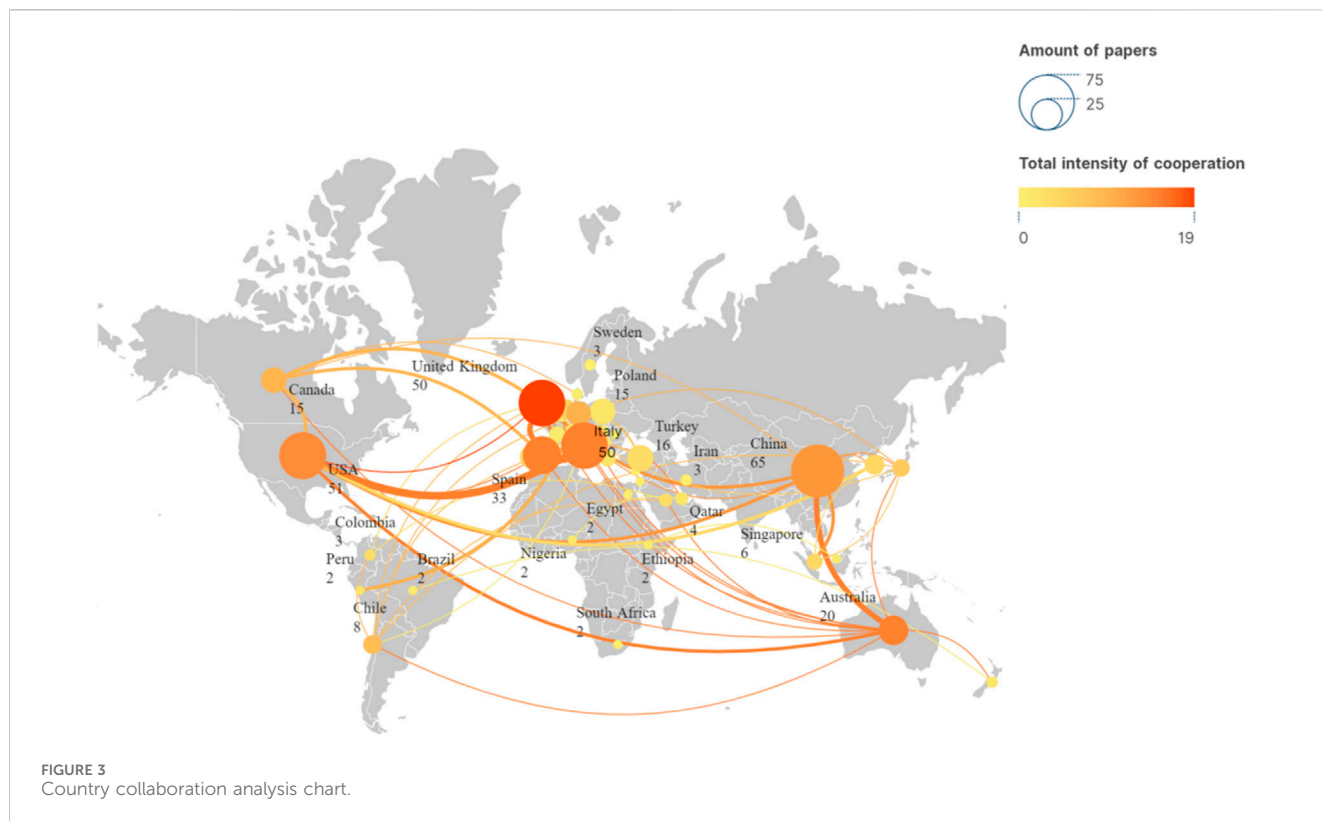 Amount of papers
75
25
Total intensity of cooperation
0 19
Sweden
3
United Kingdom
50
Poland
15
Canada
15
Italy
50
Turkey
16
China
65
Iran
3
USA
51
Spain
33
Egypt
2
Qatar
4
Colombia
3
Singapore
6
Peru
2
Brazil
2
Nigeria
2
Ethiopia
2
Chile
8
South Africa
2
Australia
20
FIGURE 3
Country collaboration analysis chart.